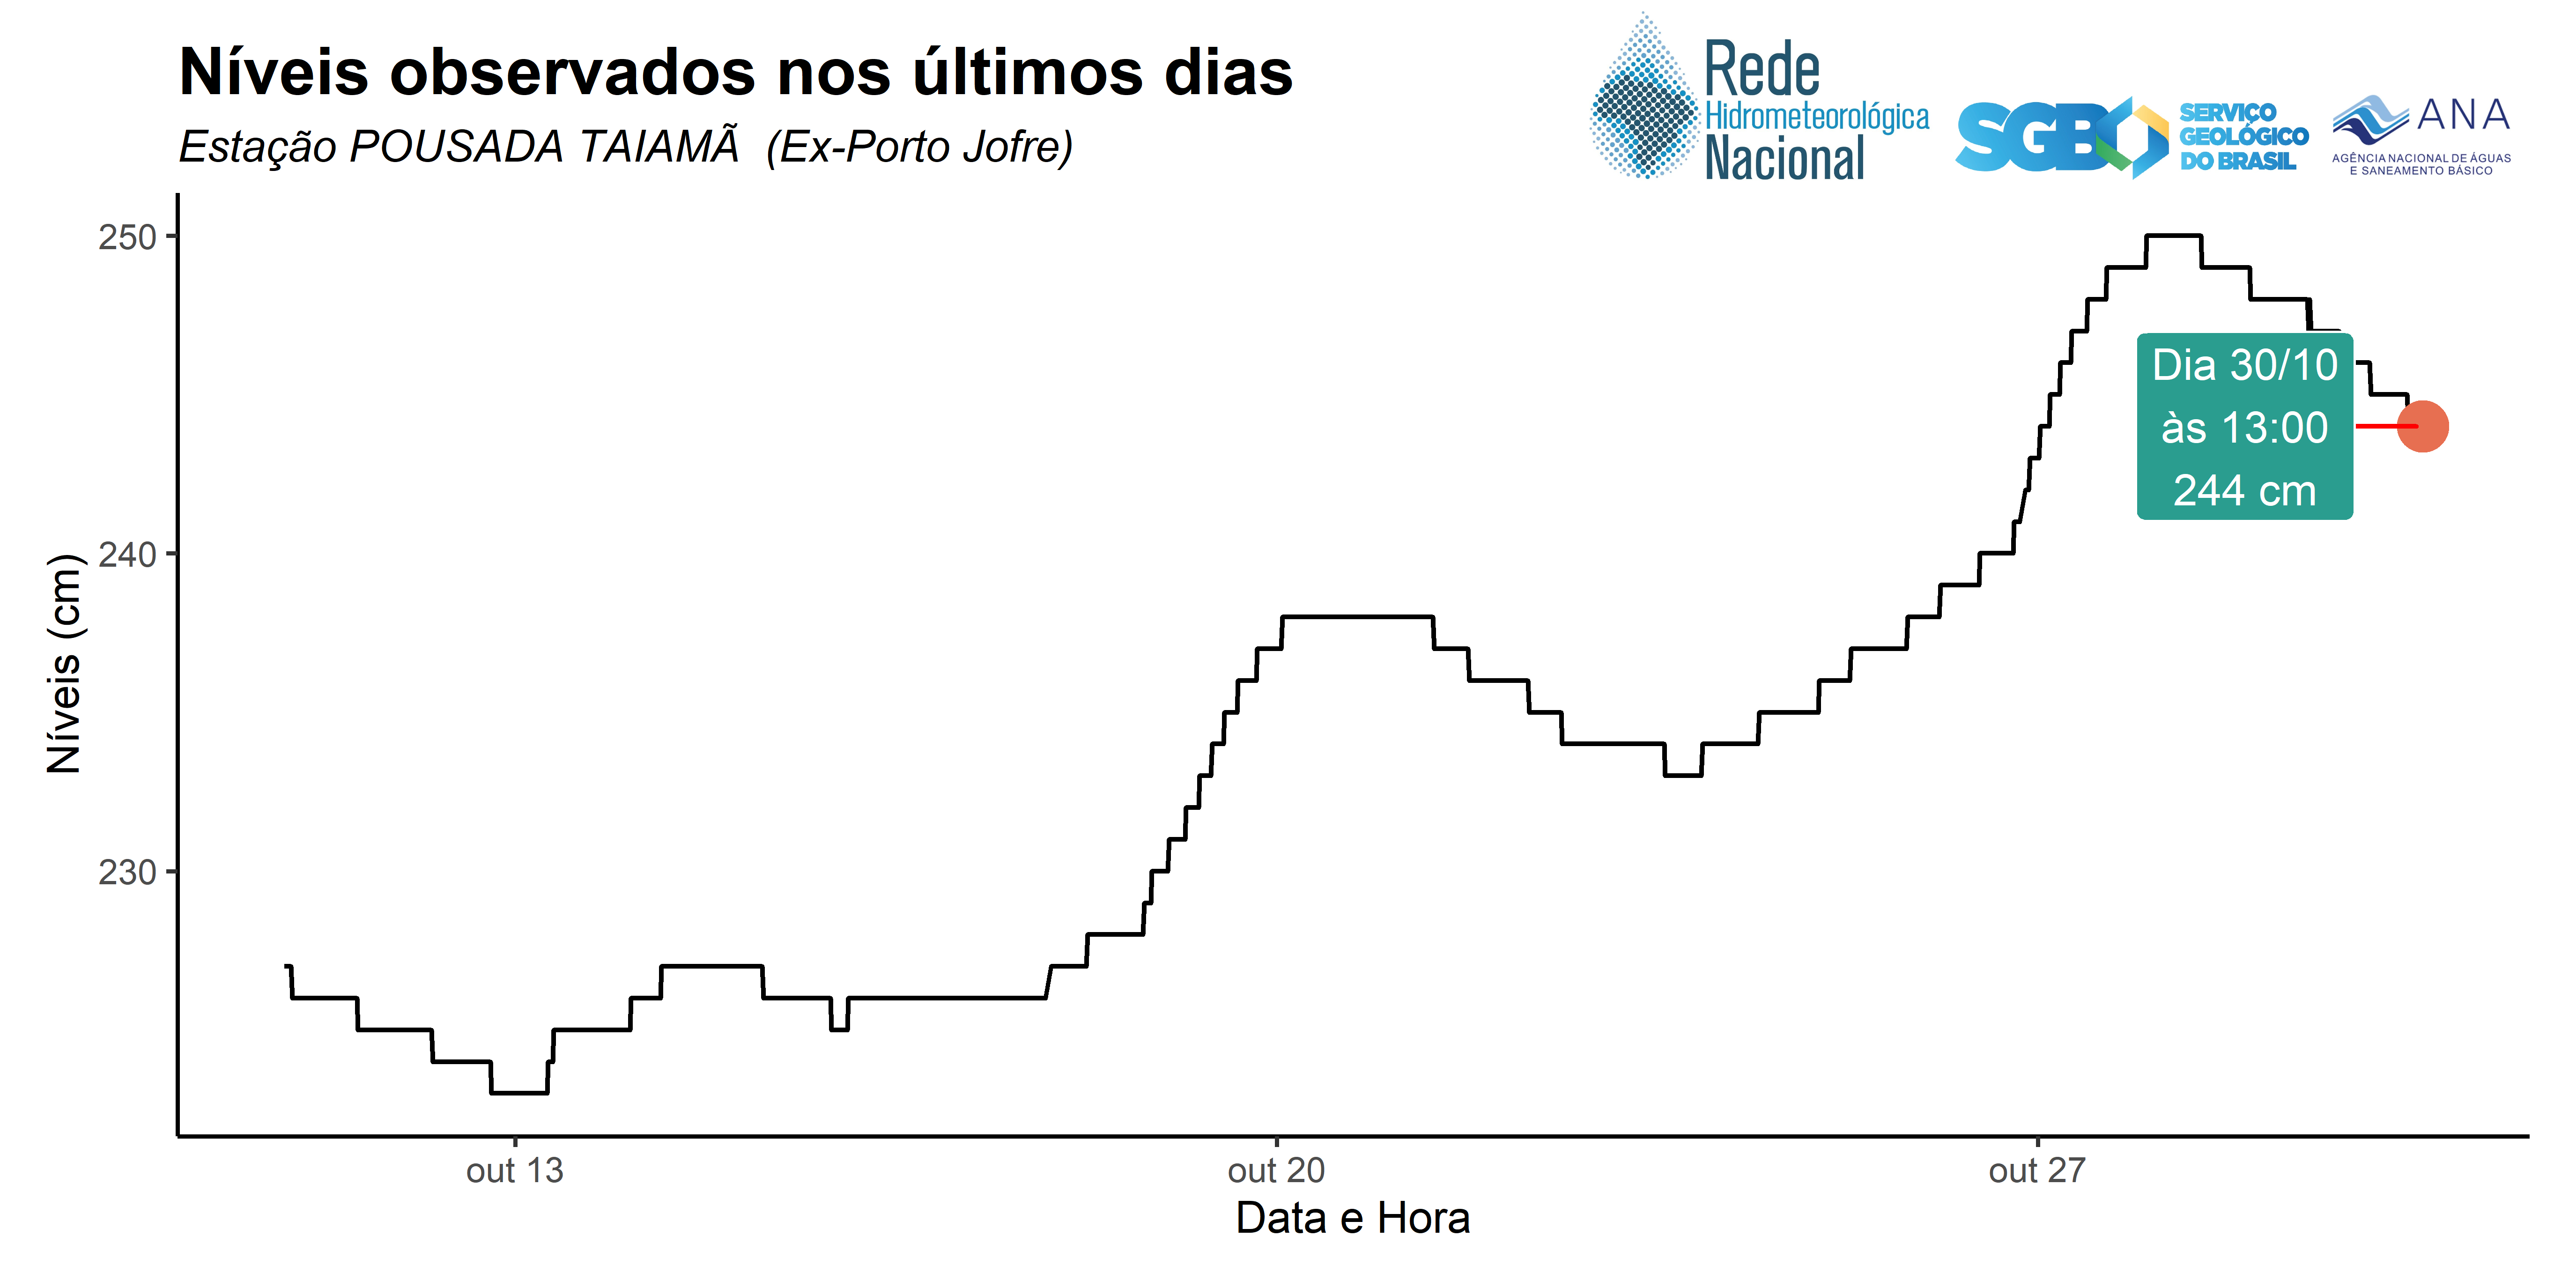 Níveis observados nos últimos dias
Estação POUSADA TAIAMÃ (Ex-Porto Jofre)
Rede
Hidrometeorológica
Nacional
SGB
SERVIÇO
GEOLÓGICO
DO BRASIL
ANA
AGÊNCIA NACIONAL DE ÁGUAS
E SANEAMENTO BÁSICO
250
240
230
Níveis (cm)
Dia 30/10
às 13:00
244 cm
out 13
out 20
out 27
Data e Hora